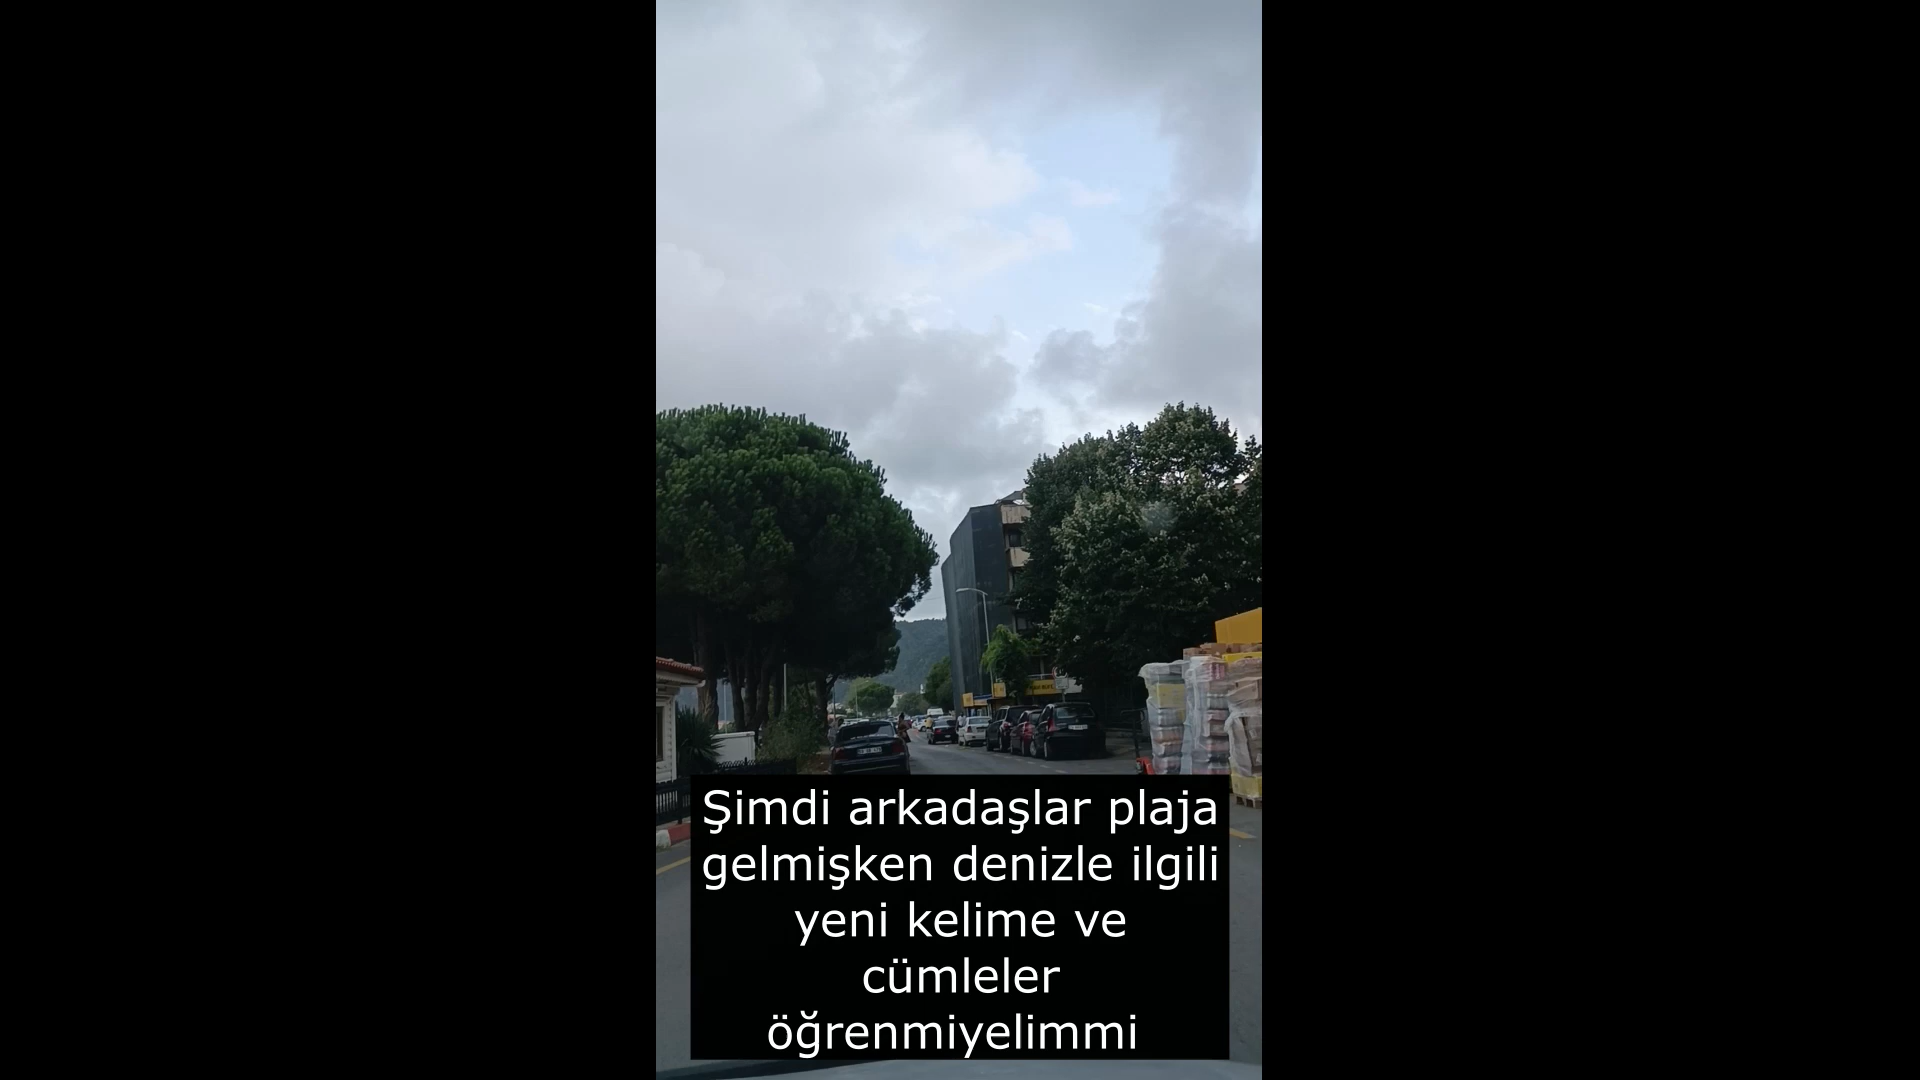 Şimdi arkadaşlar plaja
gelmişken denizle ilgili
yeni kelime ve
cümleler
öğrenmiyelimmi